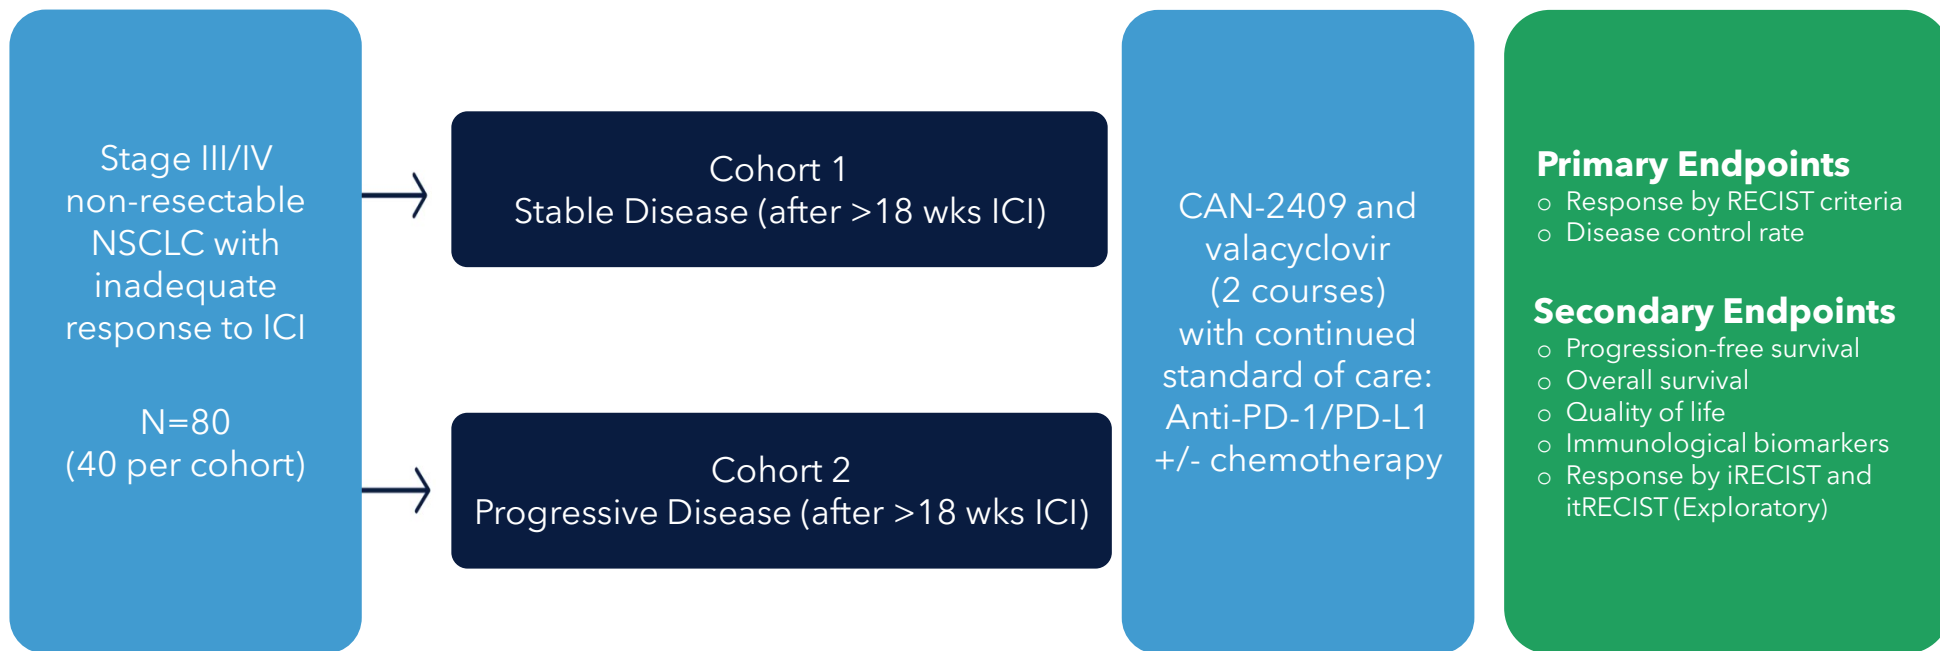 Stage III/IV
non-resectable
NSCLC with
inadequate
response to ICI
N=80
(40 per cohort)
Cohort 1
Stable Disease (after >18 wks ICI)
Cohort 2
Progressive Disease (after >18 wks ICI)
CAN-2409 and
valacyclovir
(2 courses)
with continued
standard of care:
Anti-PD-1/PD-L1
+/- chemotherapy
Primary Endpoints
○ Response by RECIST criteria
○ Disease control rate
Secondary Endpoints
○ Progression-free survival
○ Overall survival
○ Quality of life
○ Immunological biomarkers
○ Response by iRECIST and
itRECIST (Exploratory)